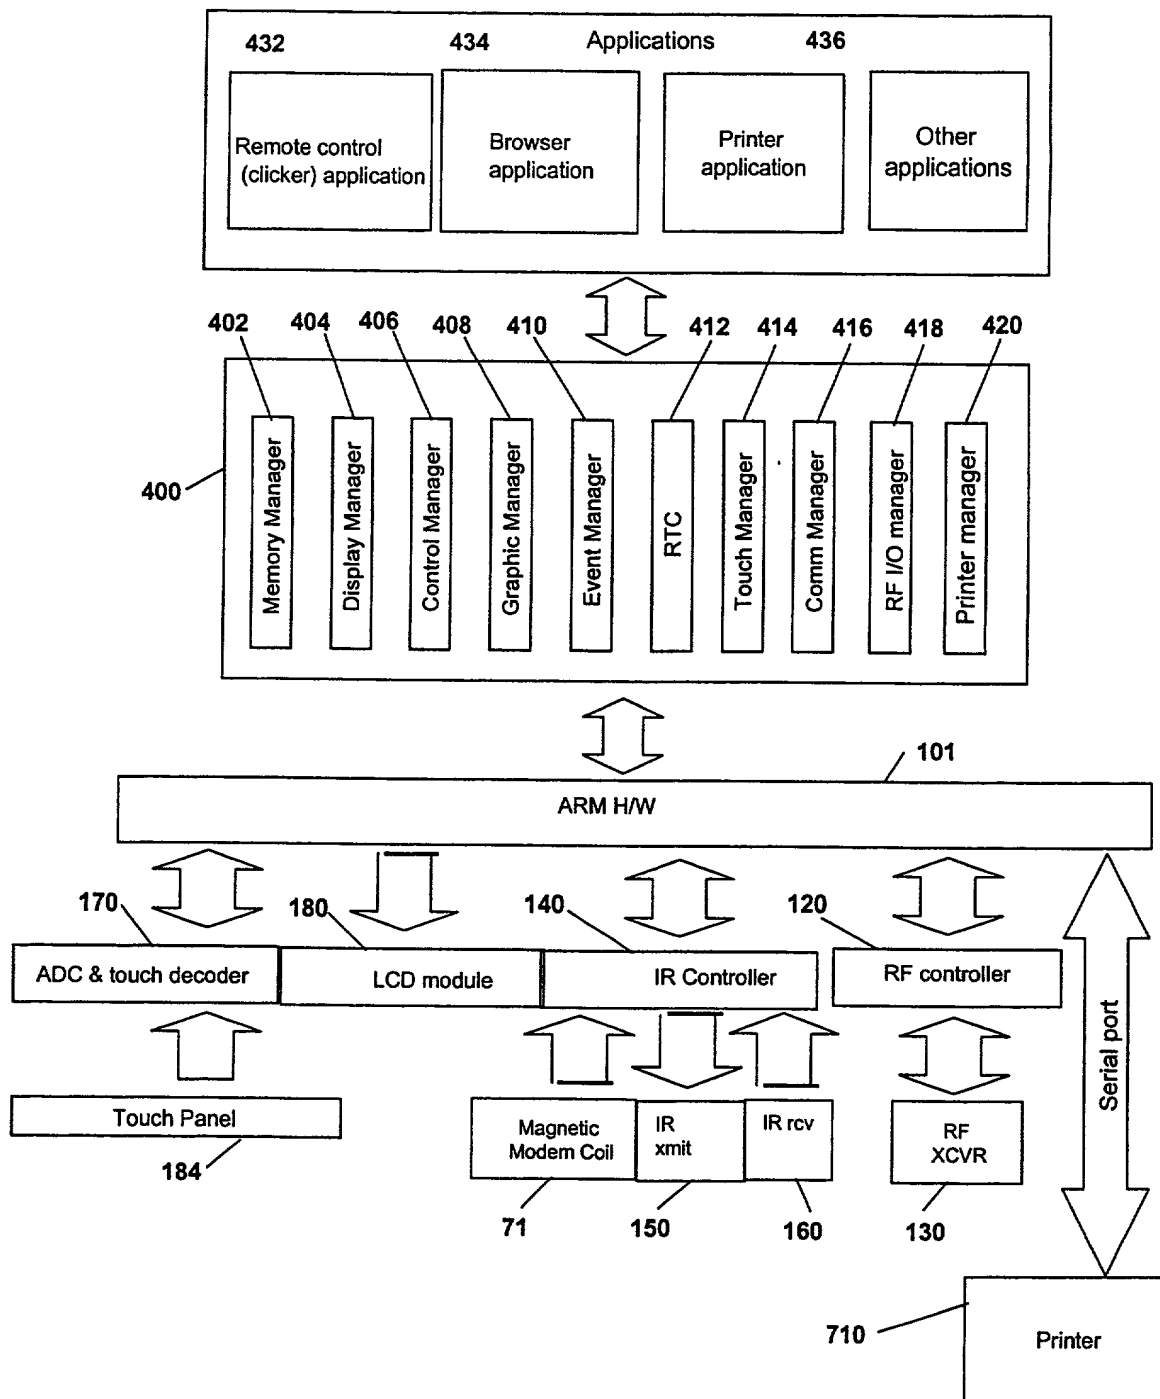 432 434 Applications 436
Remote control
(clicker) application
Browser
application
Printer
application
Other
applications
402 404 406 408 410 412 414 416 418 420
400
Memory Manager
Display Manager
Control Manager
Graphic Manager
Event Manager
RTC
Touch Manager
Comm Manager
RF I/O manager
Printer manager
101
ARM H/W
170 180 140 120
ADC & touch decoder
LCD module
IR Controller
RF controller
Serial port
Touch Panel
184
Magnetic
Modem Coil
IR
xmit
IR rcv
RF
XCVR
71 150 160 130
710
Printer